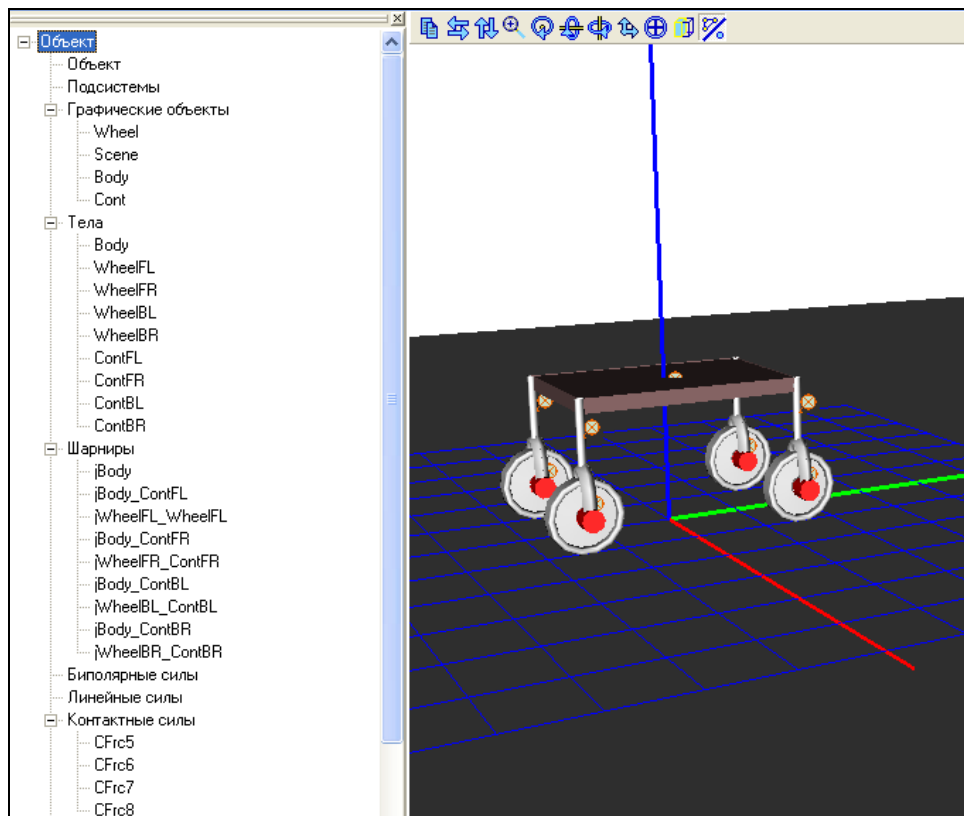 Объект
Объект
Подсистемы
Графические объекты
Wheel
Scene
Body
Cont
Тела
Body
WheelFL
WheelFR
WheelBL
WheelBR
ContFL
ContFR
ContBL
ContBR
Шарниры
jBody
jBody_ContFL
jWheelFL_WheelFL
jBody_ContFR
jWheelFR_ContFR
jBody_ContBL
jWheelBL_ContBL
jBody_ContBR
jWheelBR_ContBR
Биполярные силы
Линейные силы
Контактные силы
CFrc5
CFrc6
CFrc7
CFrc8